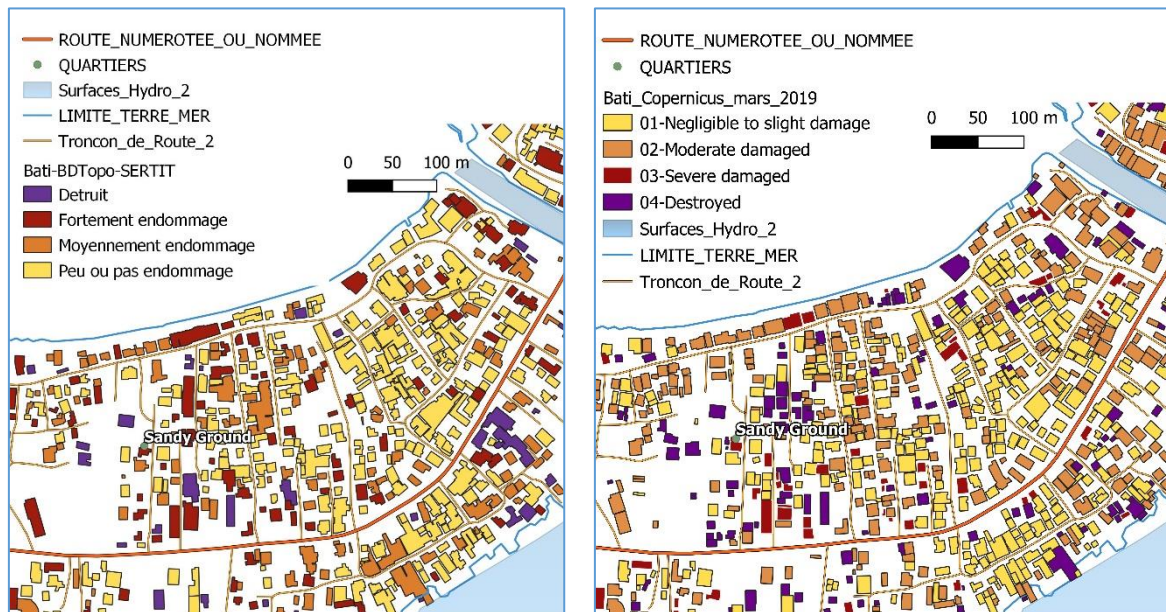 ROUTE_NUMEROTEE_OU_NOMMEE
QUARTIERS
Surfaces_Hydro_2
LIMITE_TERRE_MER
Troncon_de_Route_2
Bati-BDTopo-SERTIT
Detruit
Fortement endommage
Moyennement endommage
Peu ou pas endommage
0 50 100 m
Sandy Ground
ROUTE_NUMEROTEE_OU_NOMMEE
QUARTIERS
Bati_Copernicus_mars_2019
01-Negligible to slight damage
02-Moderate damaged
03-Severe damaged
04-Destroyed
Surfaces_Hydro_2
LIMITE_TERRE_MER
Troncon_de_Route_2
0 50 100 m
Sandy Ground